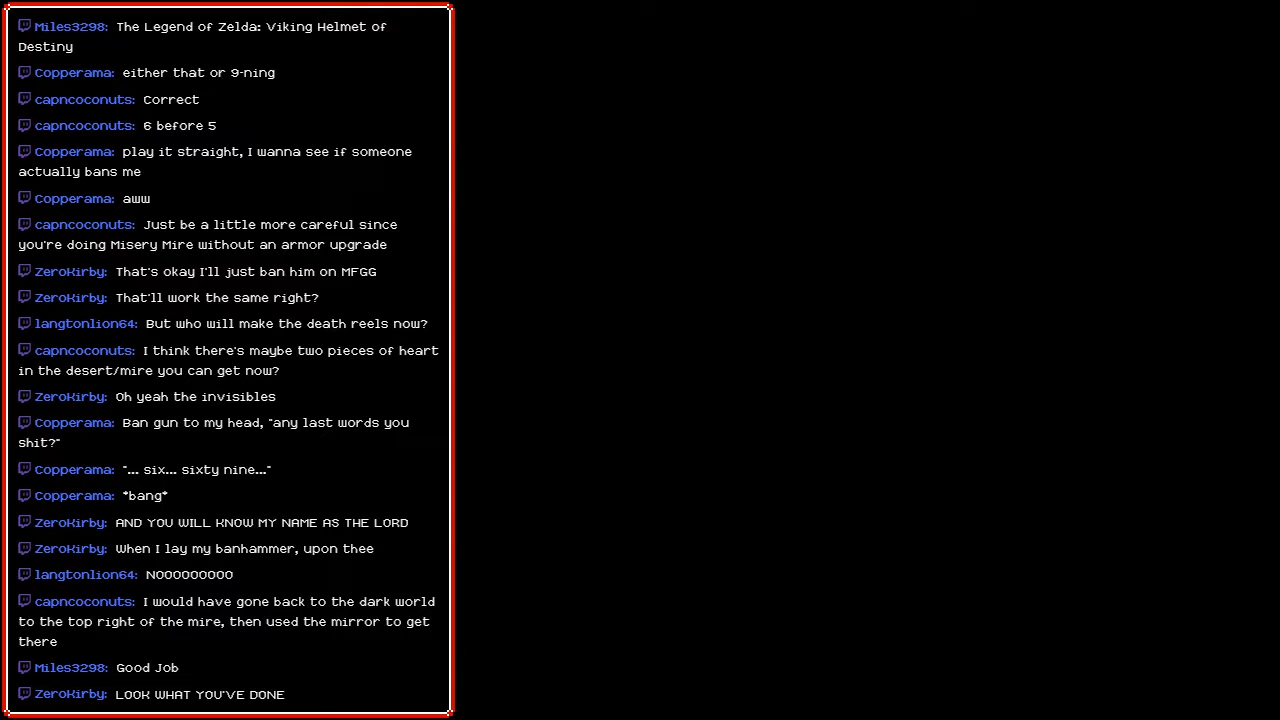 Miles3298: The Legend of Zelda: Viking Helmet of
Destiny
Copperama: either that or 9-ning
capncoconuts: Correct
capncoconuts: 6 before 5
Copperama: play it straight, I wanna see if someone
actually bans me
Copperama: aww
capncoconuts: Just be a little more careful since
you're doing Misery Mire without an armor upgrade
ZeroKirby: That's okay I'll just ban him on MFGG
ZeroKirby: That'll work the same right?
langtonlion64: But who will make the death reels now?
capncoconuts: I think there's maybe two pieces of heart
in the desert/mire you can get now?
ZeroKirby: Oh yeah the invisibles
Copperama: Ban gun to my head, "any last words you
shit?"
Copperama: "... six... sixty nine..."
Copperama: *bang*
ZeroKirby: AND YOU WILL KNOW MY NAME AS THE LORD
ZeroKirby: When I lay my banhammer, upon thee
langtonlion64: NOOOOOOOOO
capncoconuts: I would have gone back to the dark world
to the top right of the mire, then used the mirror to get
there
Miles3298: Good Job
ZeroKirby: LOOK WHAT YOU'VE DONE